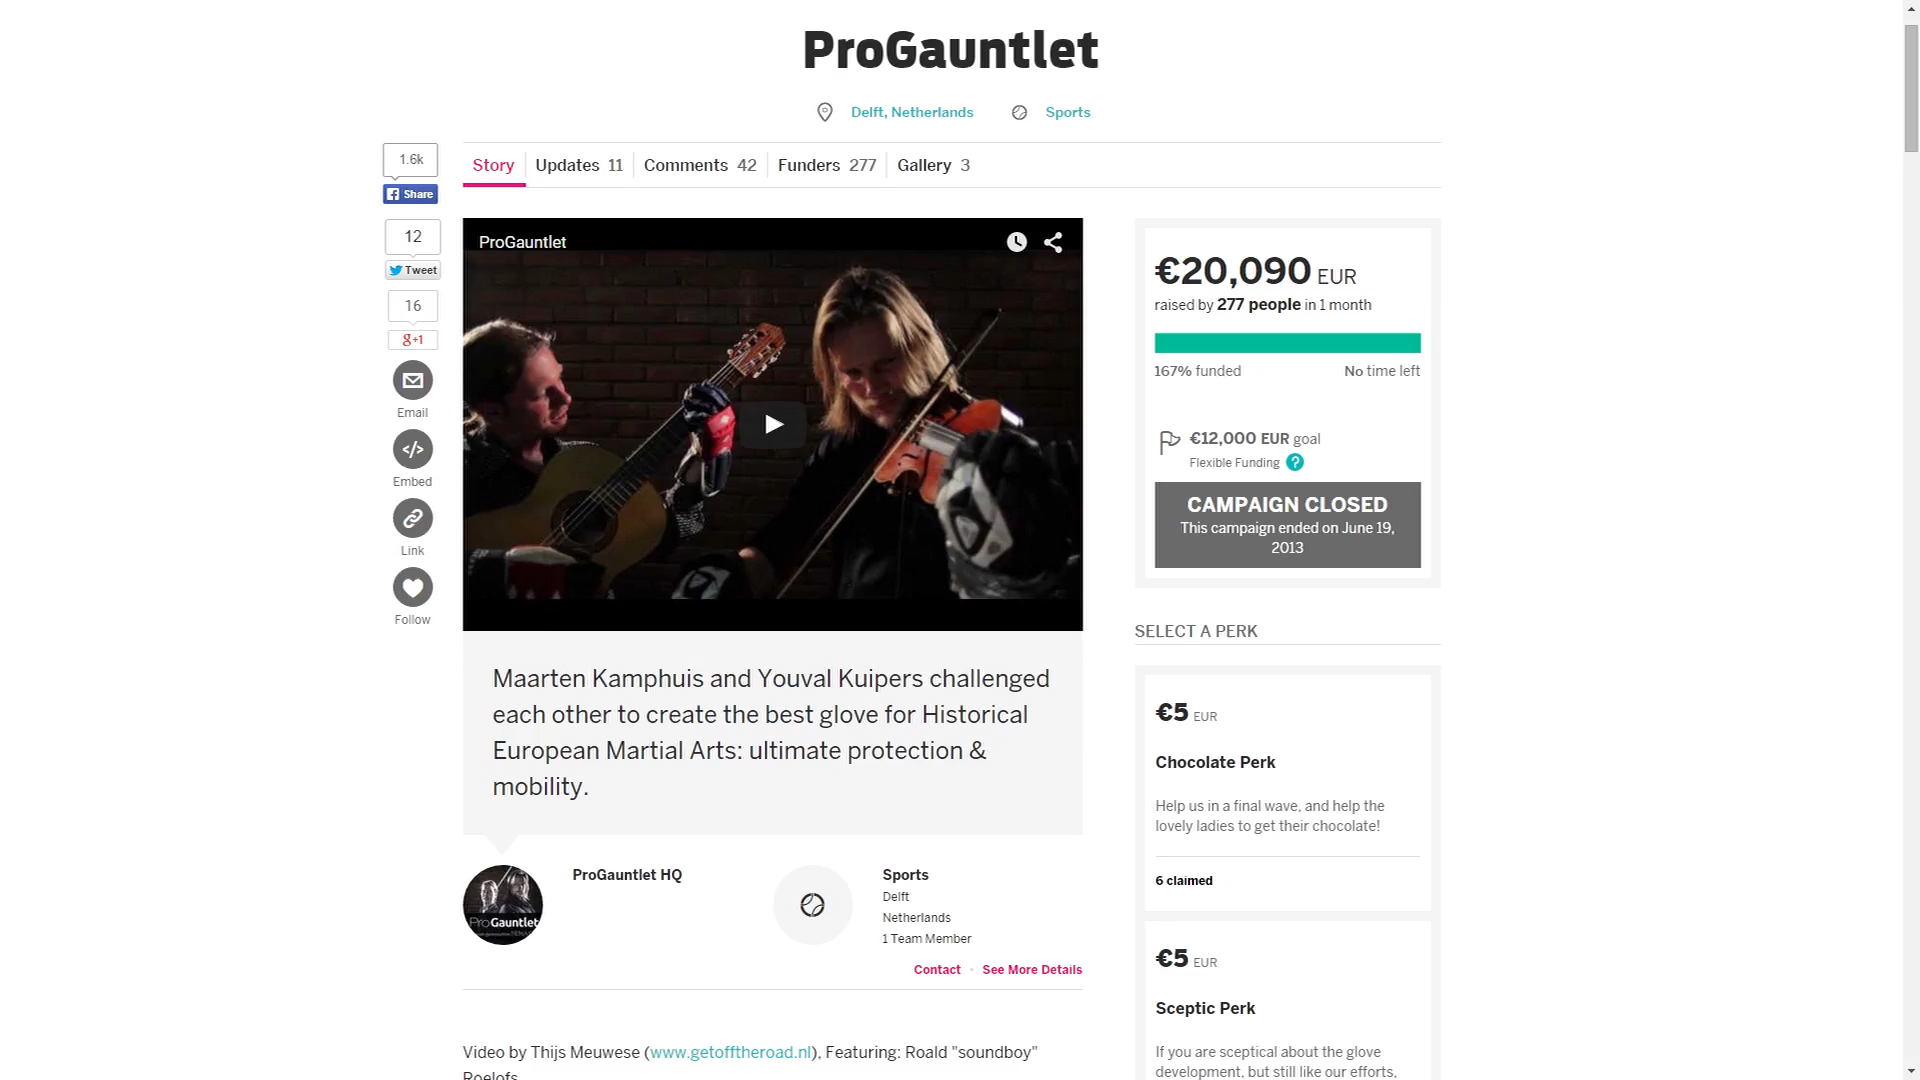 ProGauntlet
Delft, Netherlands
Sports
Story
Updates 11
Comments 42
Funders 277
Gallery 3
1.6k
Share
12
Tweet
16
g+1
Email
Embed
Link
Follow
ProGauntlet
Maarten Kamphuis and Youval Kuipers challenged
each other to create the best glove for Historical
European Martial Arts: ultimate protection &
mobility.
ProGauntlet
ProGauntlet HQ
Sports
Delft
Netherlands
1 Team Member
Contact · See More Details
Video by Thijs Meuwese (www.getofftheroad.nl), Featuring: Roald "soundboy"
Roelofs
€20,090 EUR
raised by 277 people in 1 month
167% funded
No time left
€12,000 EUR goal
Flexible Funding ?
CAMPAIGN CLOSED
This campaign ended on June 19,
2013
SELECT A PERK
€5 EUR
Chocolate Perk
Help us in a final wave, and help the
lovely ladies to get their chocolate!
6 claimed
€5 EUR
Sceptic Perk
If you are sceptical about the glove
development, but still like our efforts,